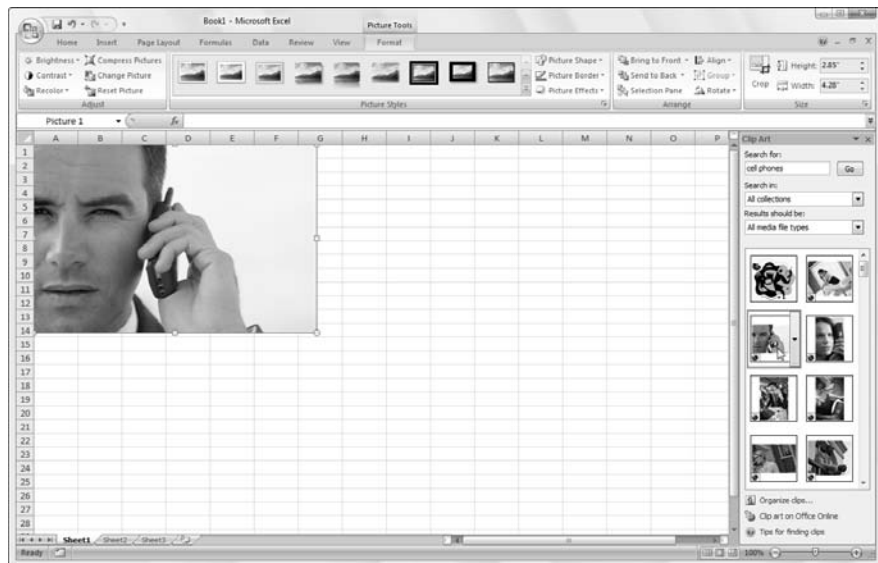 Book1 - Microsoft Excel
Picture Tools
Home Insert Page Layout Formulas Data Review View Format
Brightness Compress Pictures Picture Shape Bring to Front Align Height: 2.85"
Contrast Change Picture Picture Border Send to Back Group Crop Width: 4.28"
Recolor Reset Picture Picture Effects Selection Pane Rotate
Adjust Picture Styles Arrange Size
Picture 1 fx
A B C D E F G H I J K L M N O P
Clip Art
1
Search for:
2
cell phones Go
3
Search in:
4
All collections
5
Results should be:
6
All media file types
7
8
9
10
11
12
13
14
15
16
17
18
19
20
21
22
23
24
25
26
Organize clips...
27
Clip art on Office Online
28
Tips for finding clips
Sheet1 Sheet2 Sheet3
Ready 100%